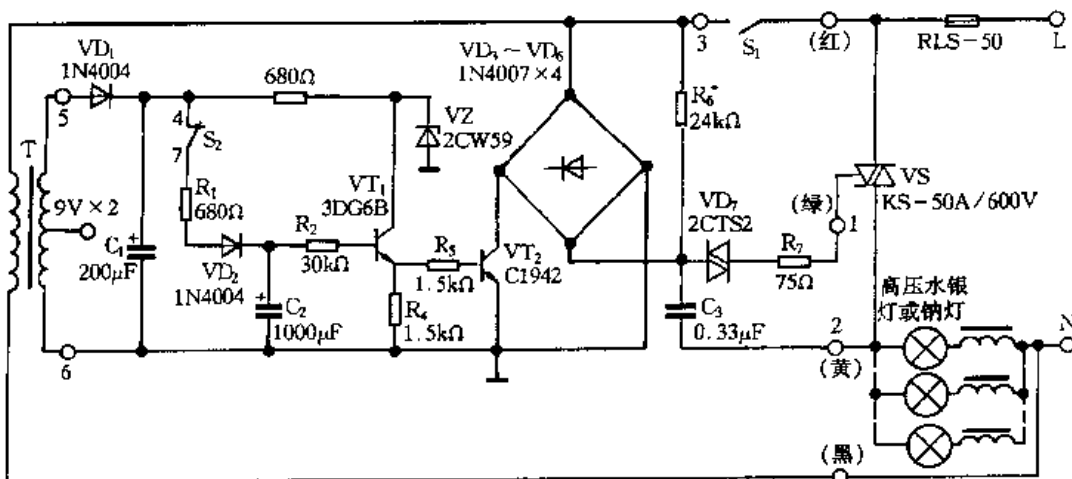 VD₁
1N4004
5
T
9V×2
C₁
200μF
6
4
S₂
7
R₁
680Ω
VD₂
1N4004
C₂
1000μF
680Ω
R₂
30kΩ
VT₁
3DG6B
VZ
2CW59
R₅
1.5kΩ
R₄
1.5kΩ
VT₂
C1942
VD₃～VD₆
1N4007×4
3
S₁
(红)
RLS-50
L
R₆*
24kΩ
VD₇
2CTS2
R₇
75Ω
(绿)
1
VS
KS-50A/600V
C₃
0.33μF
2
(黄)
高压水银
灯或钠灯
N
(黑)